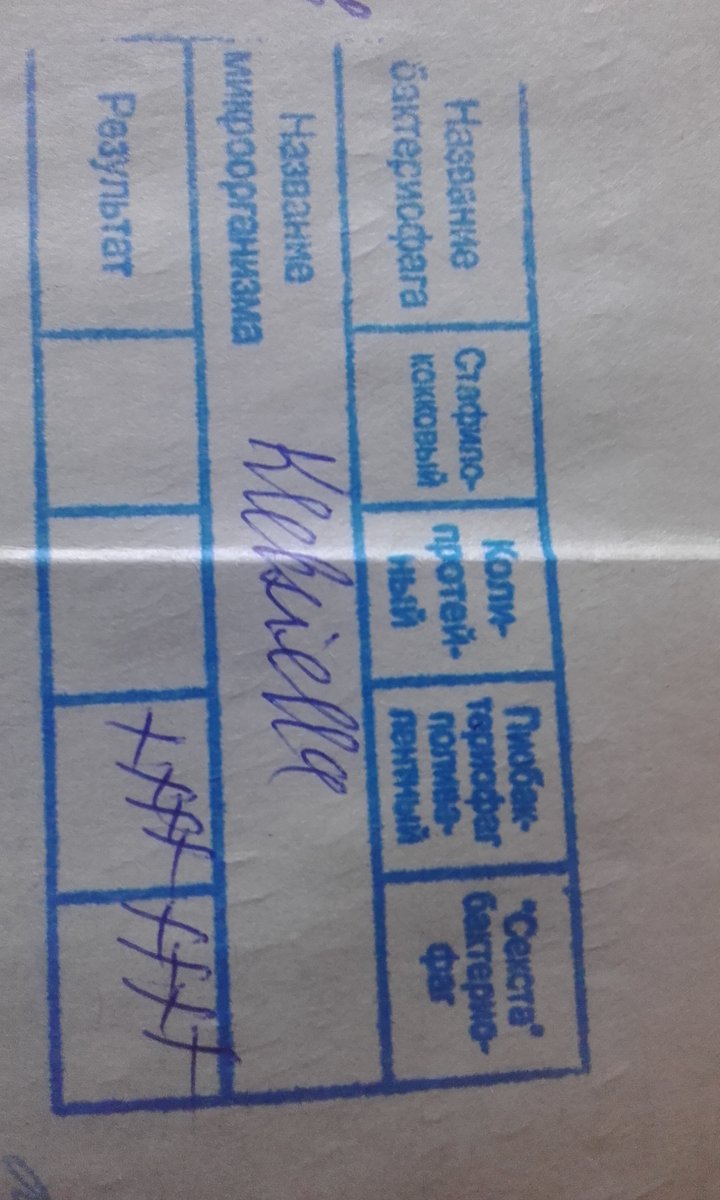 Название
бактериофага
Стафило-
кокковый
Коли-
протей-
ный
Пиобак-
териофаг
полива-
лентный
"Секста"
бактерио-
фаг
Название
микроорганизма
Klebsiella
Результат
++++
++++